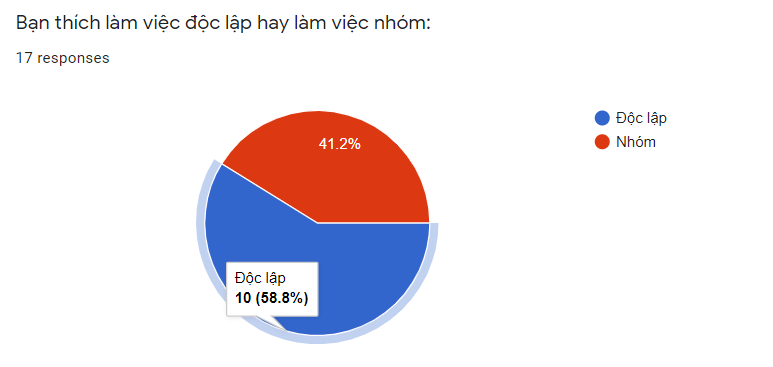 Bạn thích làm việc độc lập hay làm việc nhóm:
17 responses
41.2%
Độc lập
Nhóm
Độc lập
10 (58.8%)